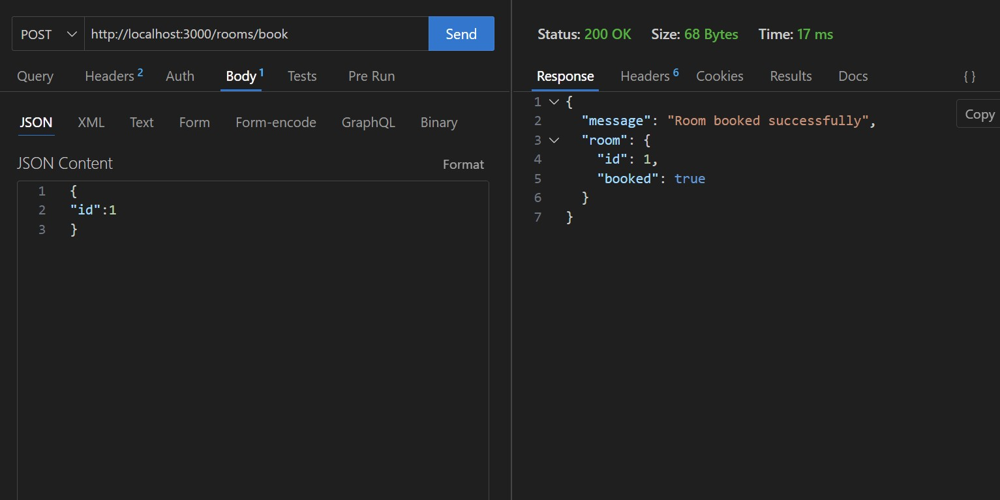 POST http://localhost:3000/rooms/book Send
Query Headers 2 Auth Body 1 Tests Pre Run
JSON XML Text Form Form-encode GraphQL Binary
JSON Content Format
1 {
2 "id":1
3 }
Status: 200 OK Size: 68 Bytes Time: 17 ms
Response Headers 6 Cookies Results Docs { }
1 {
2 "message": "Room booked successfully",
3 "room": {
4 "id": 1,
5 "booked": true
6 }
7 }
Copy